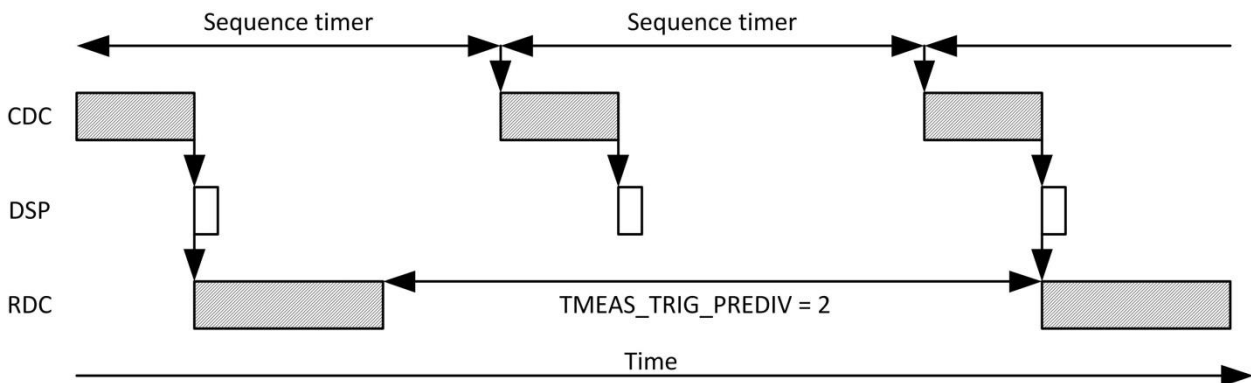 Sequence timer
Sequence timer
CDC
DSP
RDC
TMEAS_TRIG_PREDIV = 2
Time